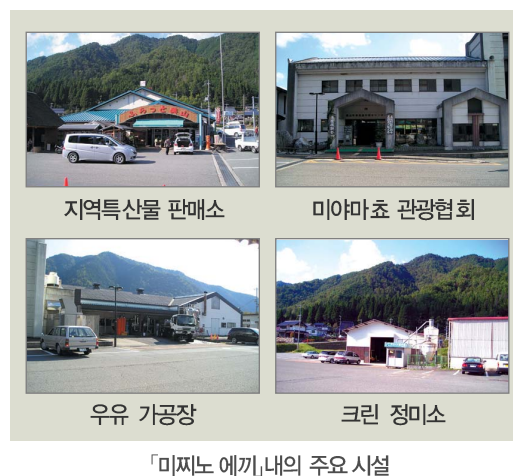 지역특산물 판매소
미야마쵸 관광협회
우유 가공장
크린 정미소
「미찌노 에끼」내의 주요 시설